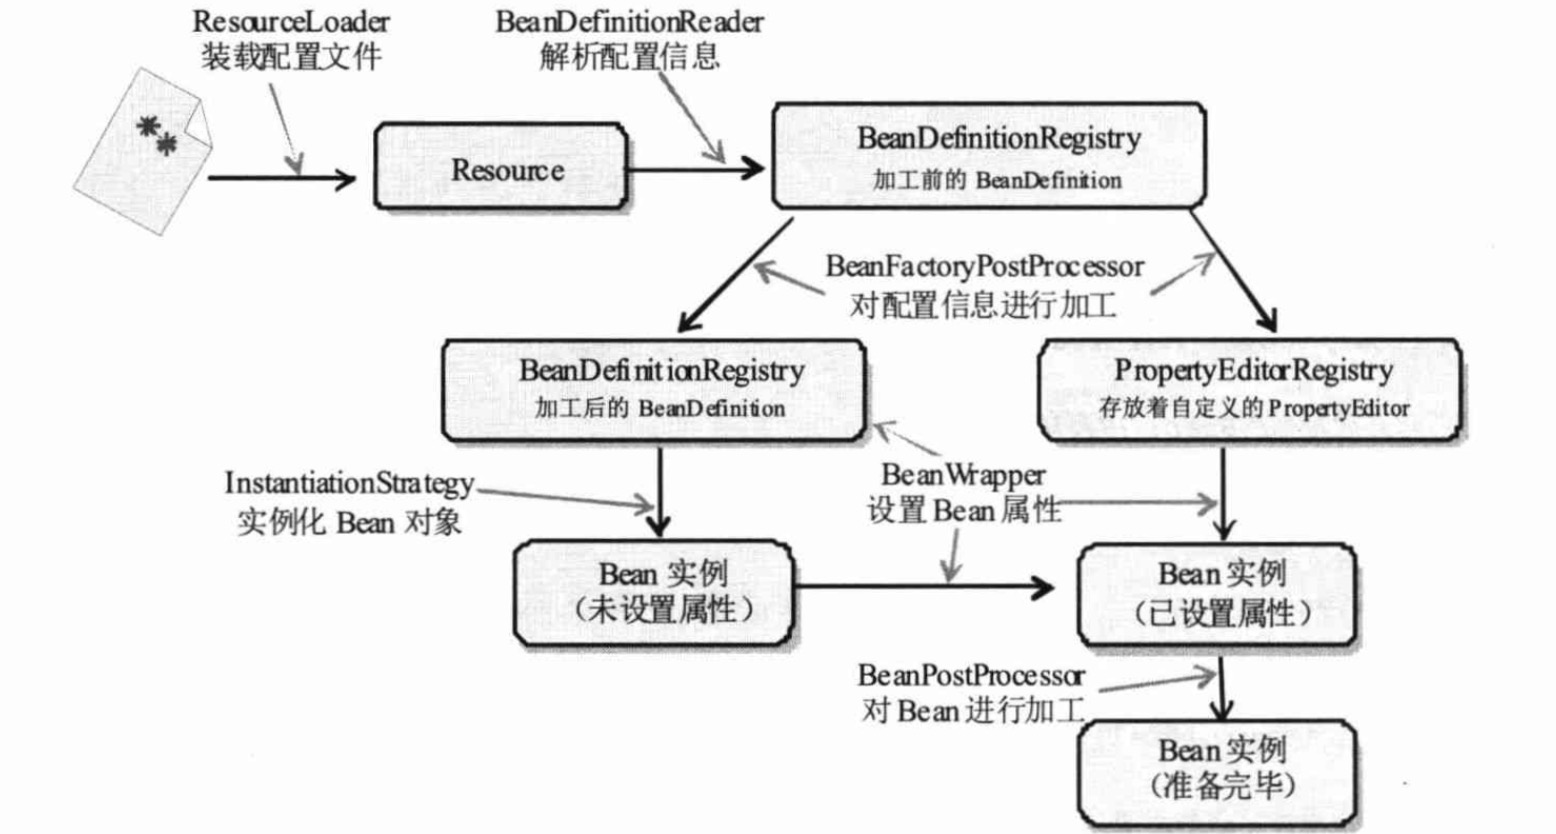 ResourceLoader
装载配置文件
BeanDefinitionReader
解析配置信息
Resource
BeanDefinitionRegistry
加工前的 BeanDefinition
BeanFactoryPostProcessor
对配置信息进行加工
BeanDefinitionRegistry
加工后的 BeanDefinition
PropertyEditorRegistry
存放着自定义的 PropertyEditor
InstantiationStrategy
实例化 Bean 对象
BeanWrapper
设置 Bean 属性
Bean 实例
（未设置属性）
Bean 实例
（已设置属性）
BeanPostProcessor
对 Bean 进行加工
Bean 实例
（准备完毕）